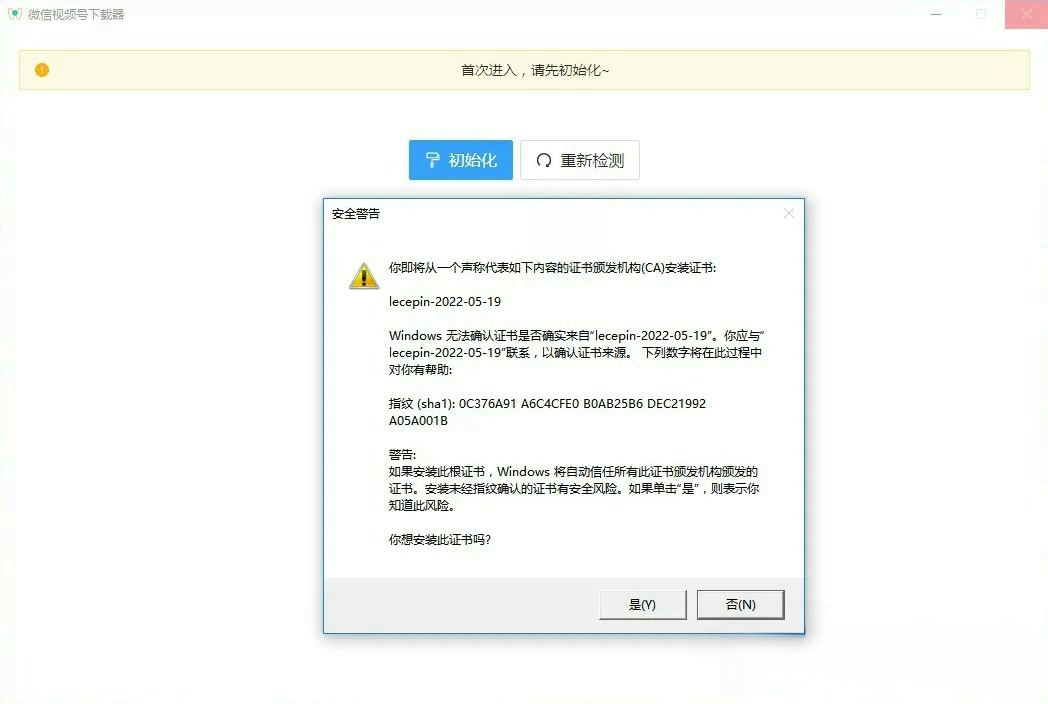 微信视频号下载器
首次进入，请先初始化~
初始化
重新检测
安全警告
你即将从一个声称代表如下内容的证书颁发机构(CA)安装证书:
lecepin-2022-05-19
Windows 无法确认证书是否确实来自“lecepin-2022-05-19”。你应与“
lecepin-2022-05-19”联系，以确认证书来源。 下列数字将在此过程中
对你有帮助:
指纹 (sha1): 0C376A91 A6C4CFE0 B0AB25B6 DEC21992
A05A001B
警告:
如果安装此根证书，Windows 将自动信任所有此证书颁发机构颁发的
证书。安装未经指纹确认的证书有安全风险。如果单击“是”，则表示你
知道此风险。
你想安装此证书吗?
是(Y)
否(N)